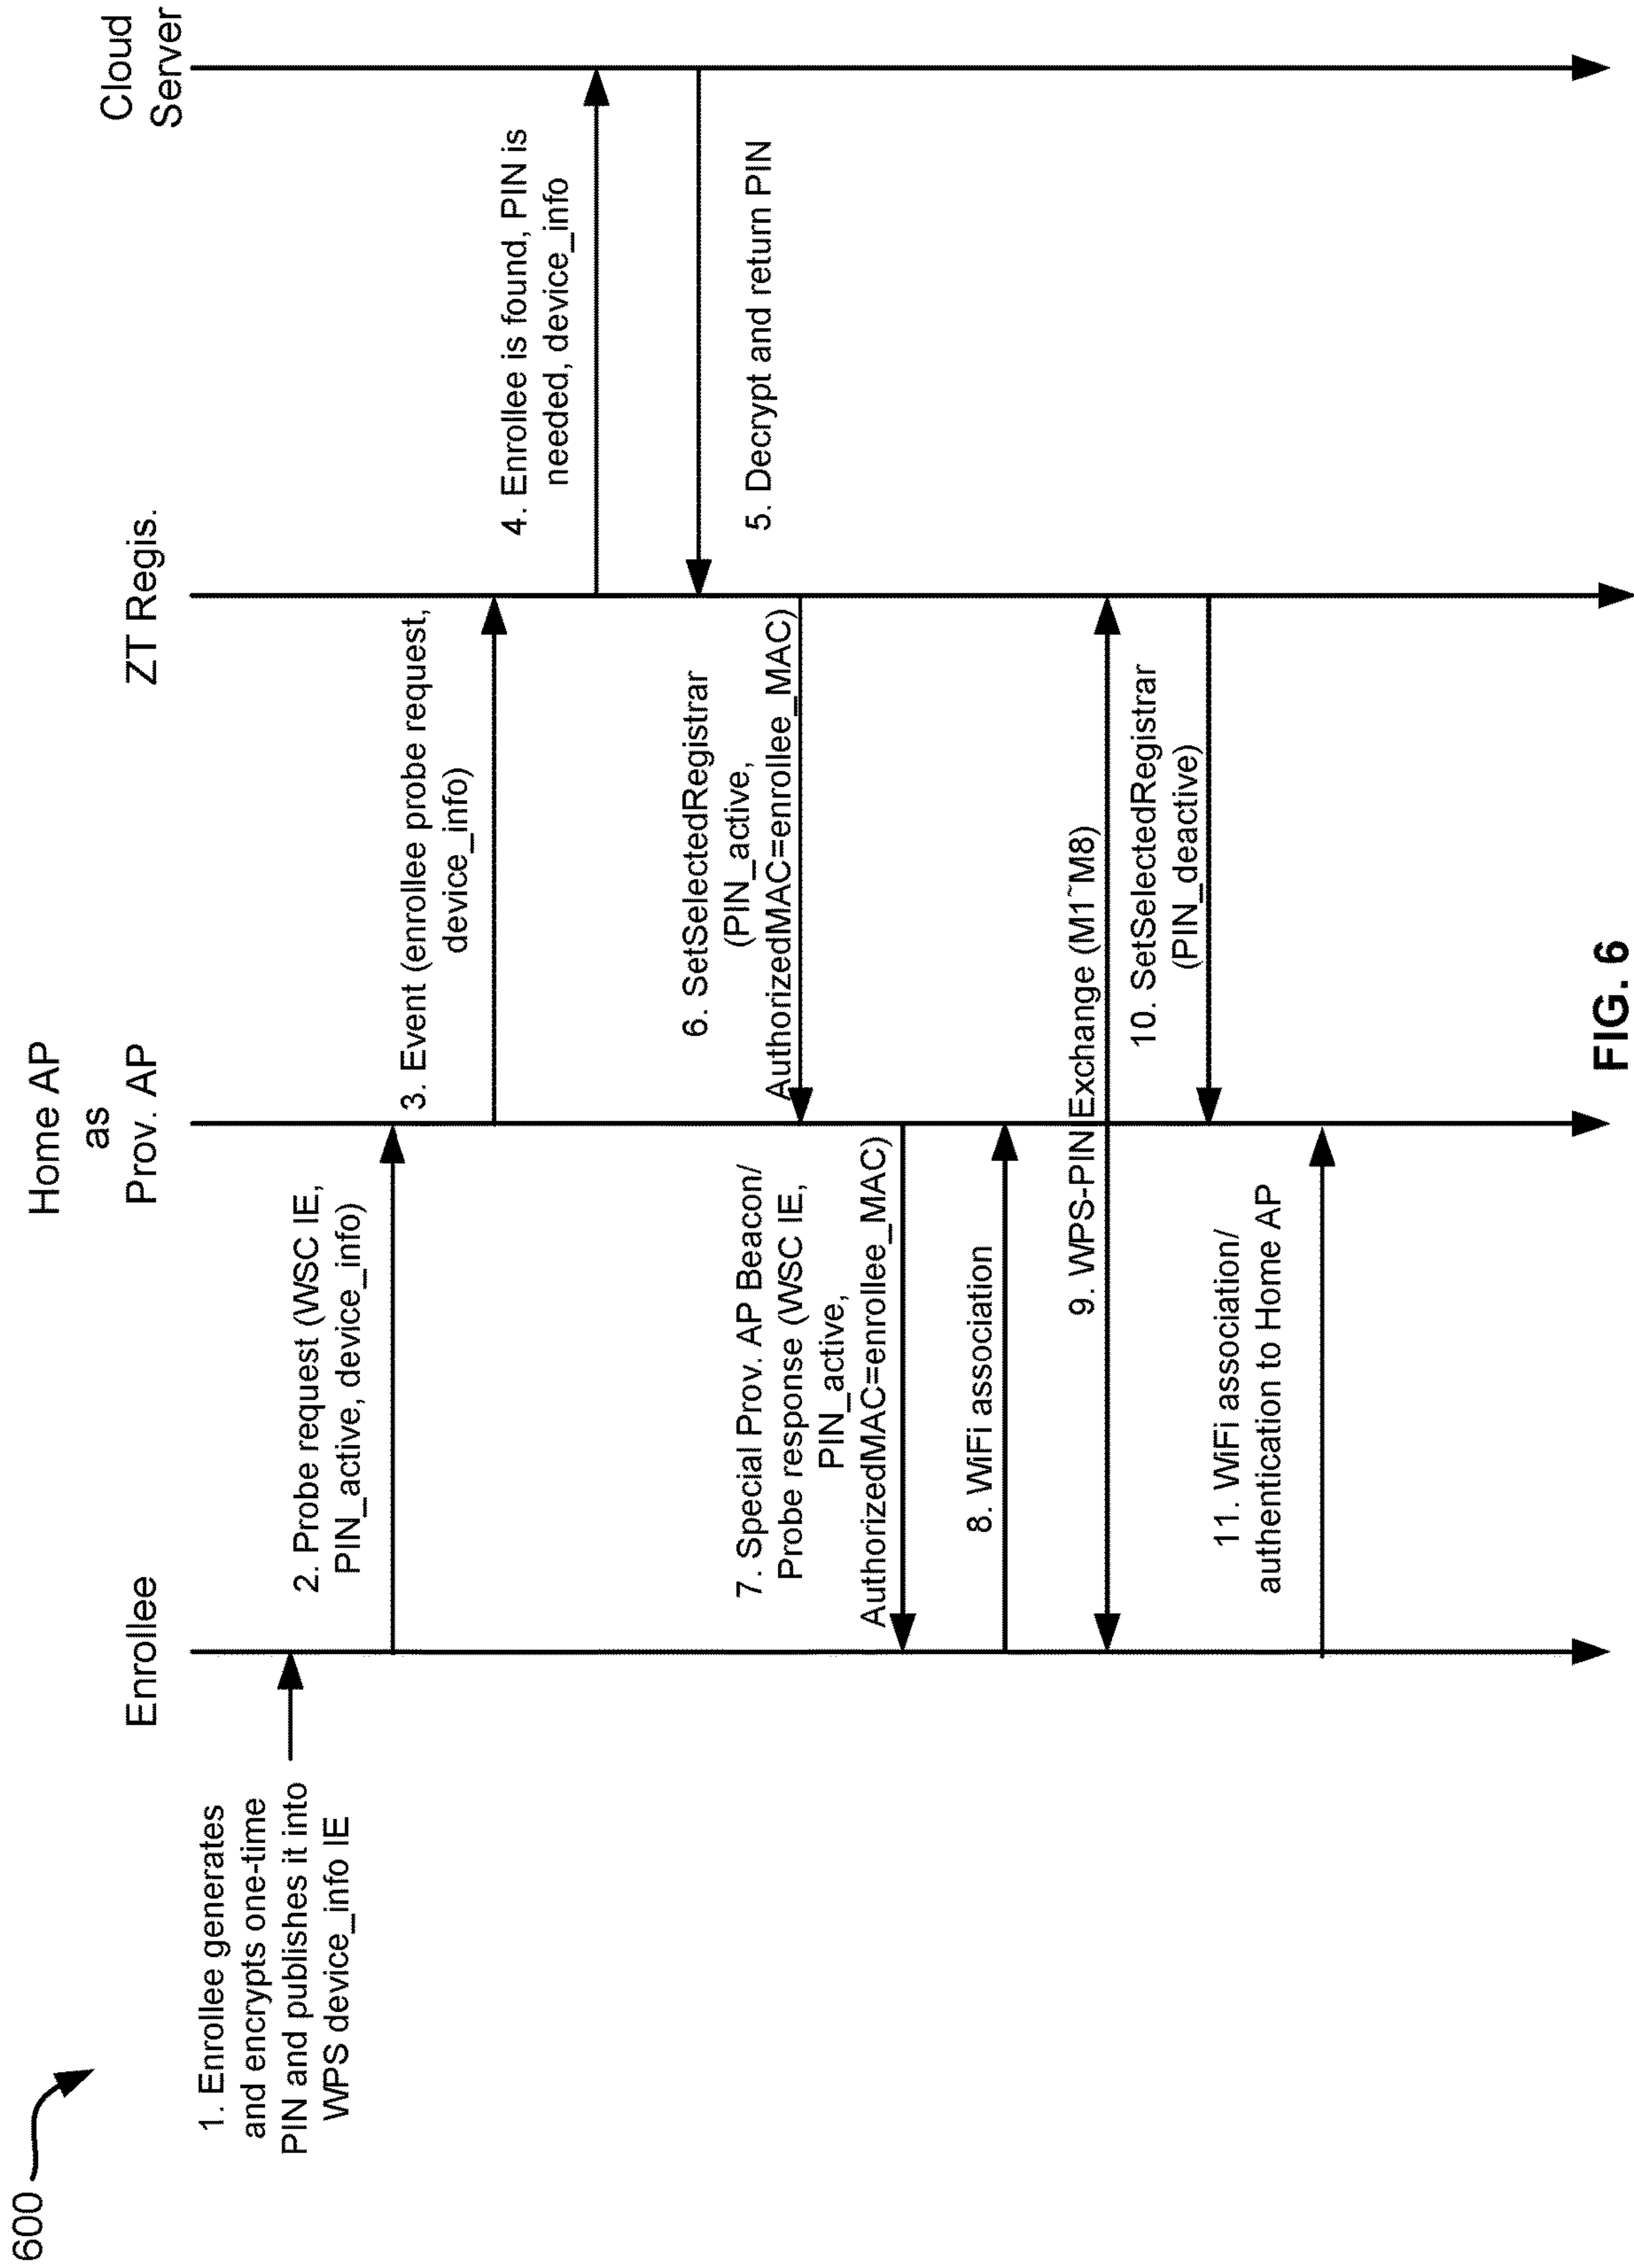 600
Enrollee
Home AP
as
Prov. AP
ZT Regis.
Cloud
Server
1. Enrollee generates
and encrypts one-time
PIN and publishes it into
WPS device_info IE
2. Probe request (WSC IE,
PIN_active, device_info)
3. Event (enrollee probe request,
device_info)
4. Enrollee is found, PIN is
needed, device_info
5. Decrypt and return PIN
6. SetSelectedRegistrar
(PIN_active,
AuthorizedMAC=enrollee_MAC)
7. Special Prov. AP Beacon/
Probe response (WSC IE,
PIN_active,
AuthorizedMAC=enrollee_MAC)
8. WiFi association
9. WPS-PIN Exchange (M1~M8)
10. SetSelectedRegistrar
(PIN_deactive)
11. WiFi association/
authentication to Home AP
FIG. 6